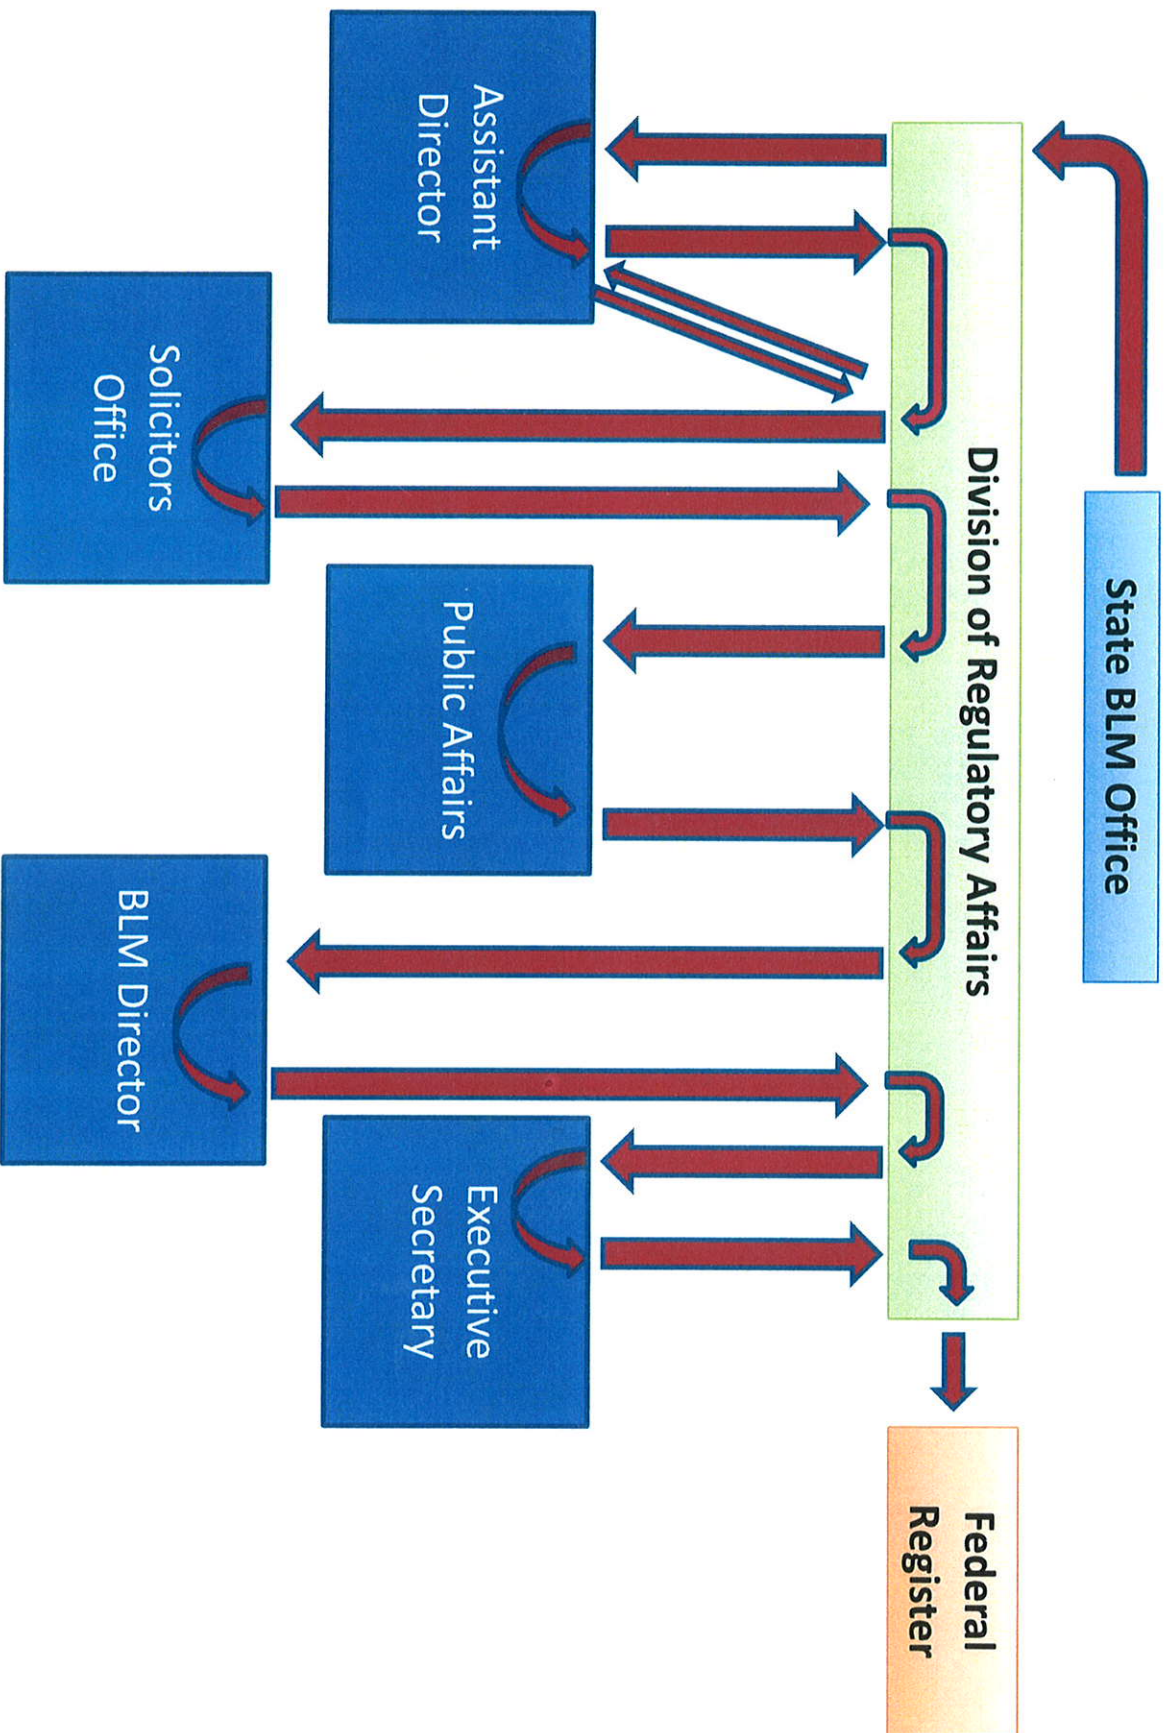 State BLM Office
Division of Regulatory Affairs
Federal
Register
Assistant
Director
Solicitors
Office
Public Affairs
BLM Director
Executive
Secretary